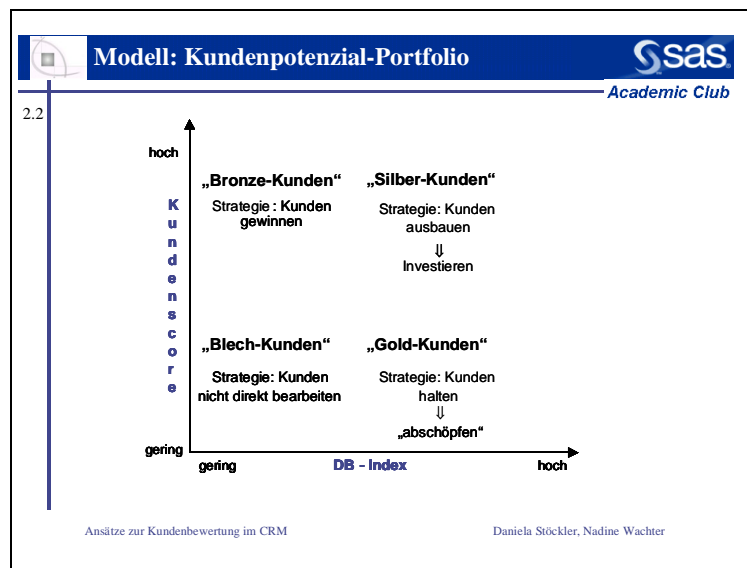 Modell: Kundenpotenzial-Portfolio
sas
Academic Club
2.2
hoch
„Bronze-Kunden“
Strategie : Kunden
gewinnen
„Silber-Kunden“
Strategie: Kunden
ausbauen
⇓
Investieren
Kundenscore
„Blech-Kunden“
Strategie: Kunden
nicht direkt bearbeiten
„Gold-Kunden“
Strategie: Kunden
halten
⇓
„abschöpfen“
gering
gering
DB - Index
hoch
Ansätze zur Kundenbewertung im CRM
Daniela Stöckler, Nadine Wachter